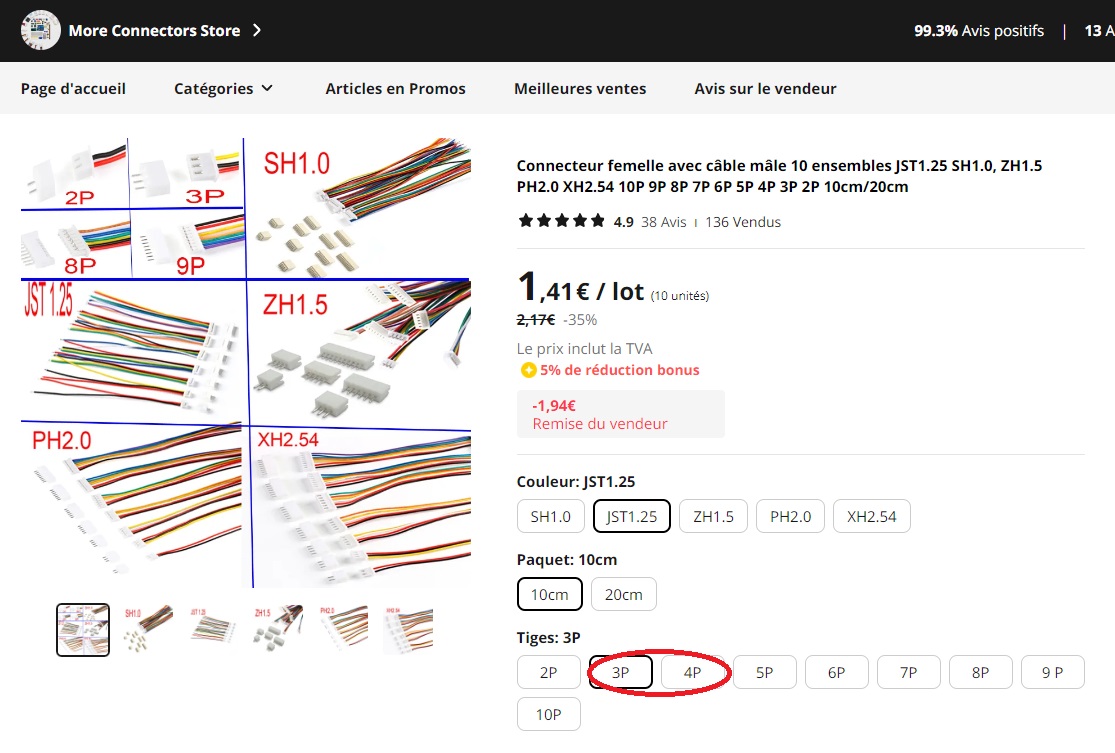 More Connectors Store
99.3% Avis positifs | 13 A
Page d'accueil Catégories Articles en Promos Meilleures ventes Avis sur le vendeur
2P
3P
8P
9P
SH1.0
JST 1.25
ZH1.5
PH2.0
XH2.54
SH1.0
JST 1.25
ZH1.5
PH2.0
XH2.54
Connecteur femelle avec câble mâle 10 ensembles JST1.25 SH1.0, ZH1.5
PH2.0 XH2.54 10P 9P 8P 7P 6P 5P 4P 3P 2P 10cm/20cm
4.9 38 Avis 136 Vendus
1,41€ / lot (10 unités)
2,17€ -35%
Le prix inclut la TVA
5% de réduction bonus
-1,94€
Remise du vendeur
Couleur: JST1.25
SH1.0 JST1.25 ZH1.5 PH2.0 XH2.54
Paquet: 10cm
10cm 20cm
Tiges: 3P
2P 3P 4P 5P 6P 7P 8P 9 P
10P